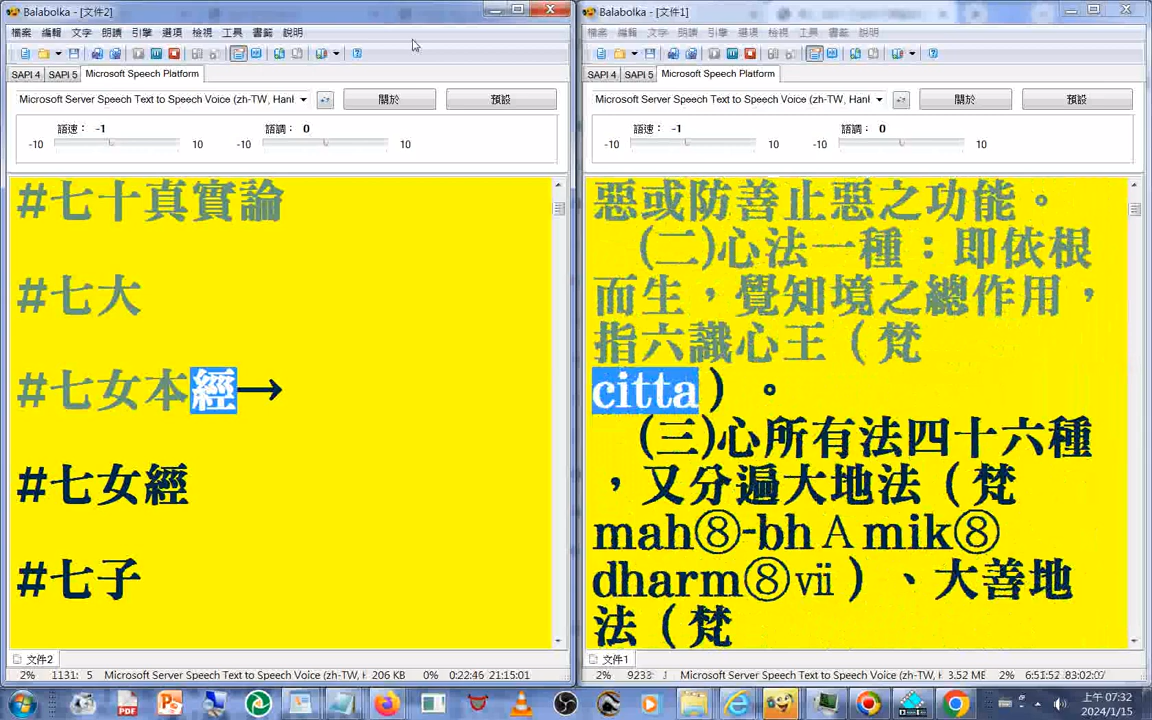 Balabolka - [文件2]
檔案 編輯 文字 朗讀 引擎 選項 檢視 工具 書籤 說明
SAPI 4 SAPI 5 Microsoft Speech Platform
Microsoft Server Speech Text to Speech Voice (zh-TW, HanH
關於 預設
語速： -1 語調： 0
-10 10 -10 10
#七十真實論
#七大
#七女本經→
#七女經
#七子
文件2
2% 1131: 5 Microsoft Server Speech Text to Speech Voice (zh-TW, H 206 KB 0% 0:22:46 21:15:01
Balabolka - [文件1]
檔案 編輯 文字 朗讀 引擎 選項 檢視 工具 書籤 說明
SAPI 4 SAPI 5 Microsoft Speech Platform
Microsoft Server Speech Text to Speech Voice (zh-TW, HanH
關於 預設
語速： -1 語調： 0
-10 10 -10 10
惡或防善止惡之功能。
(二)心法一種：即依根
而生，覺知境之總作用，
指六識心王（梵
citta）。
(三)心所有法四十六種
，又分遍大地法（梵
mah⑧-bhＡmik⑧
dharm⑧ⅶ）、大善地
法（梵
文件1
2% 9233: Microsoft Server Speech Text to Speech Voice (zh-TW, H 3.52 MB 2% 6:51:52 83:02:07
上午 07:32
2024/1/15